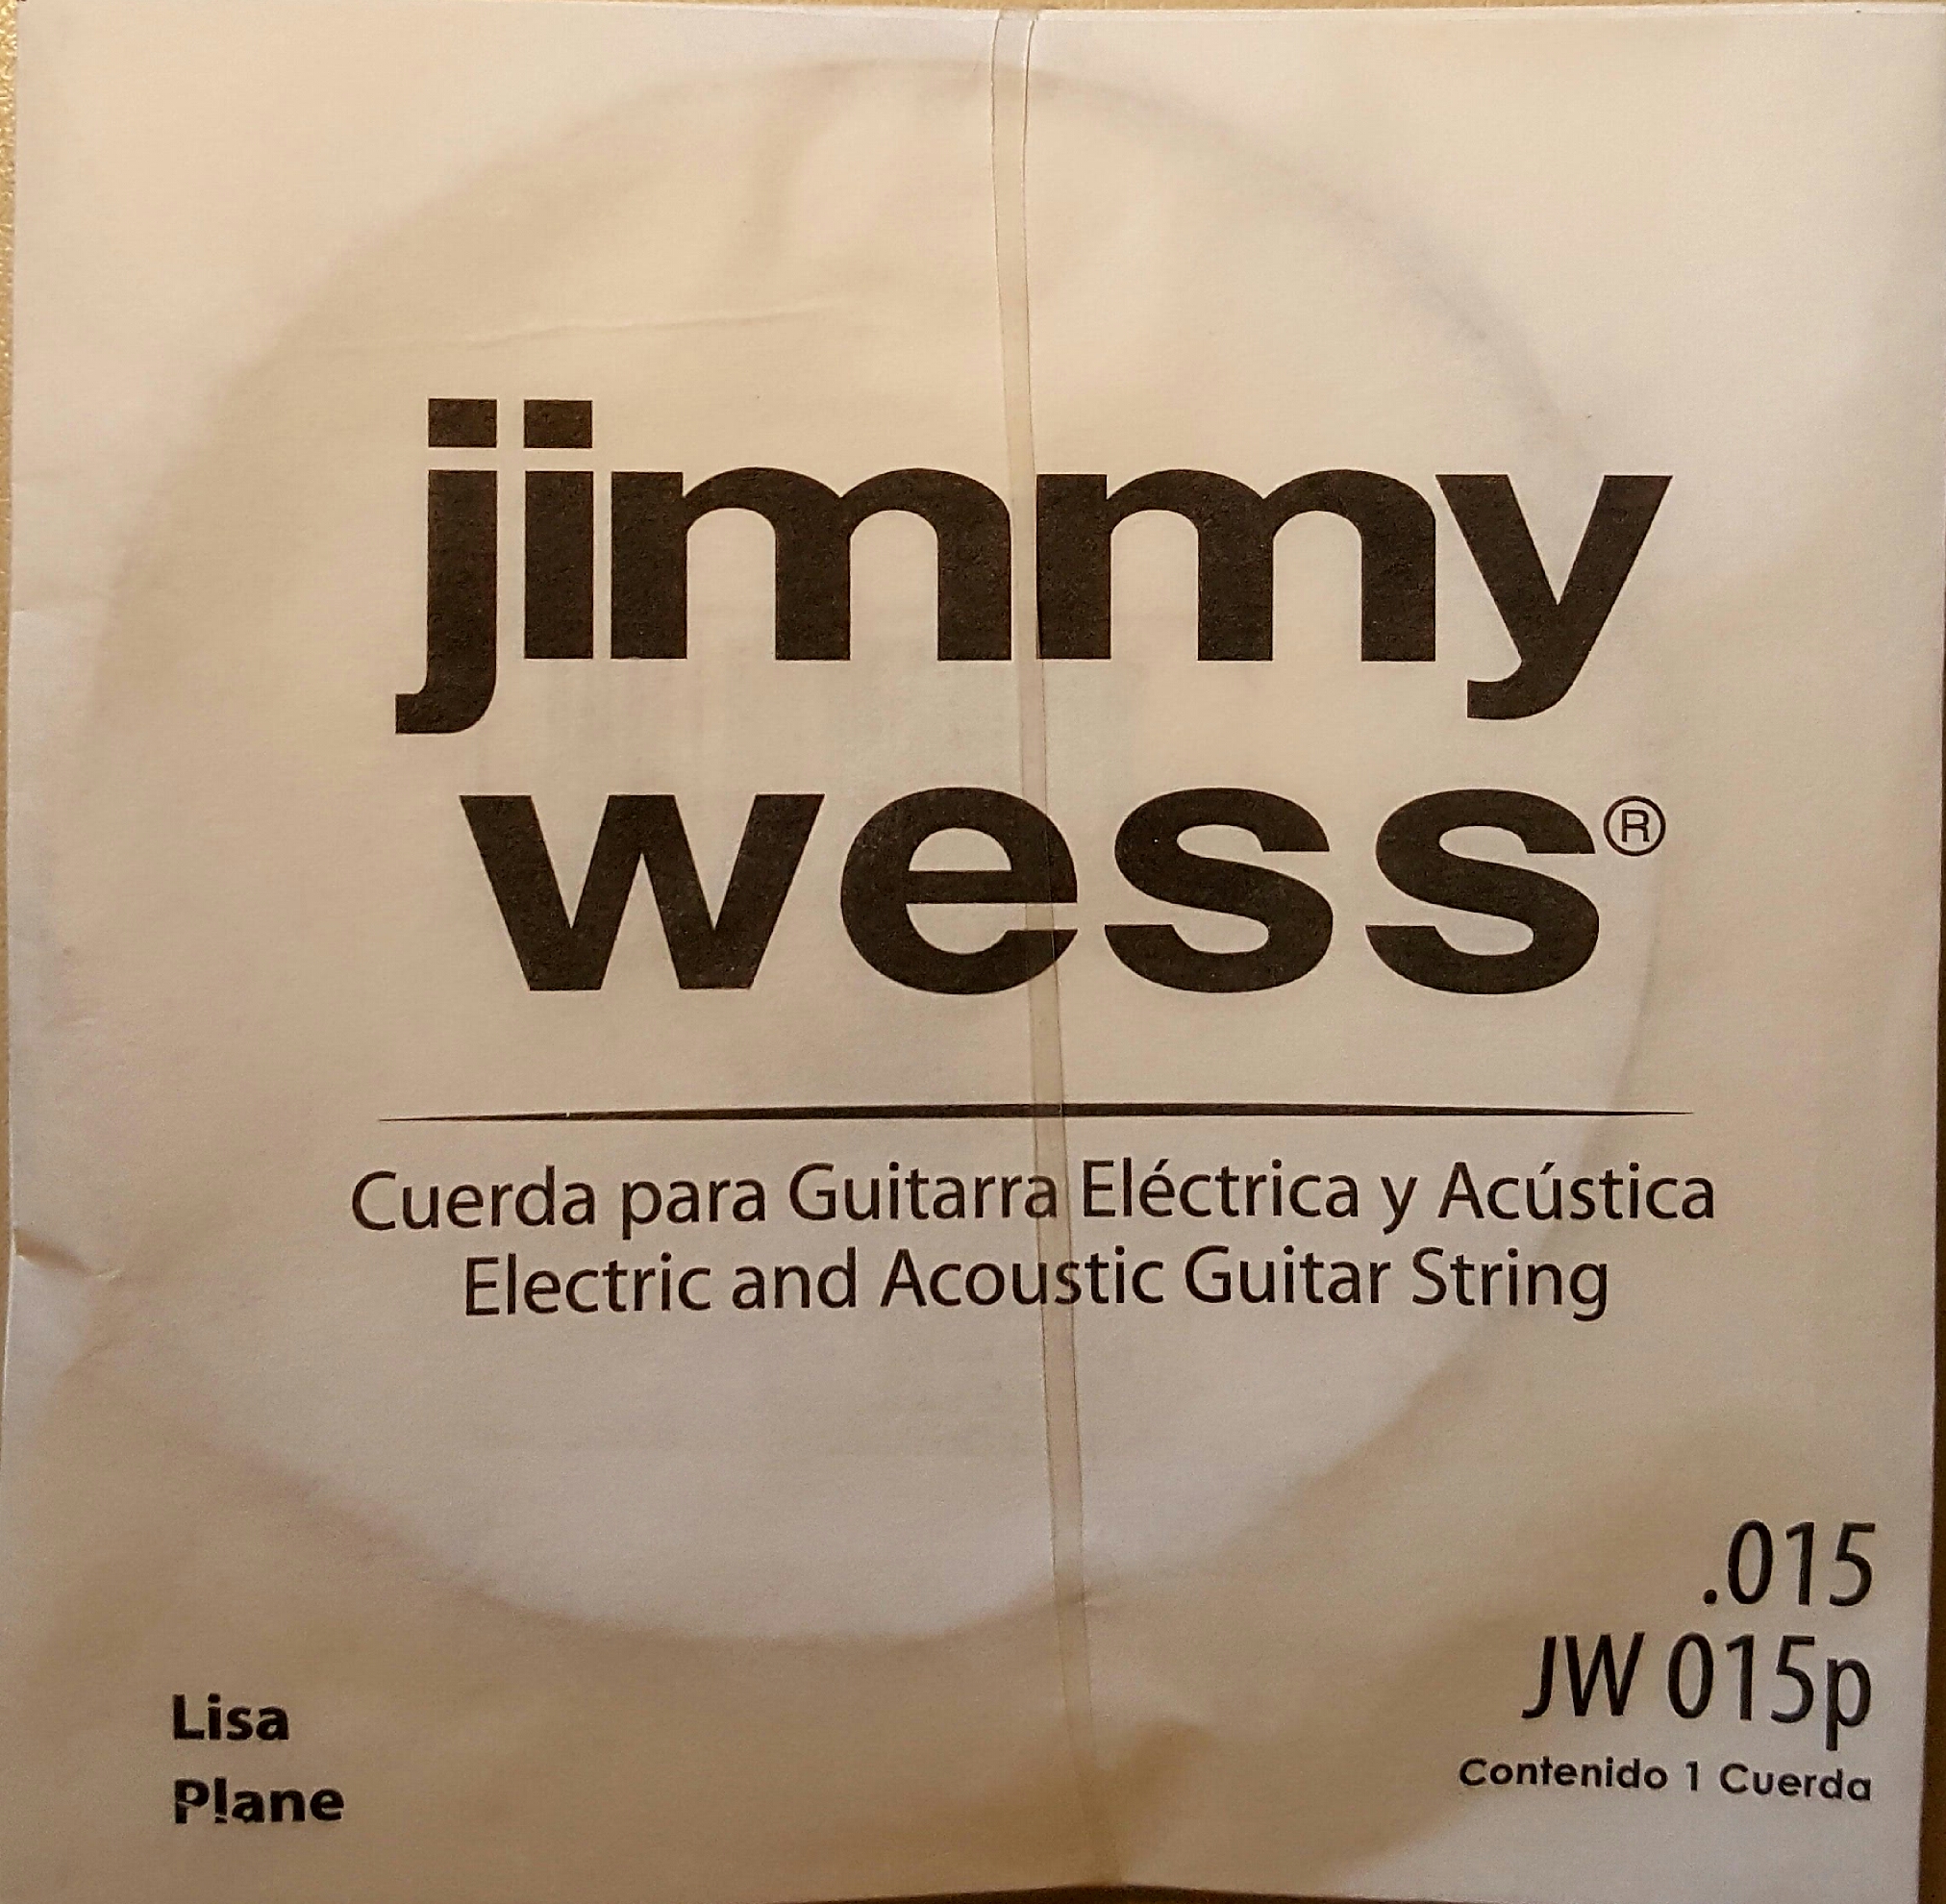 jimmy
wess®
Cuerda para Guitarra Eléctrica y Acústica
Electric and Acoustic Guitar String
.015
JW 015p
Contenido 1 Cuerda
Lisa
Plane